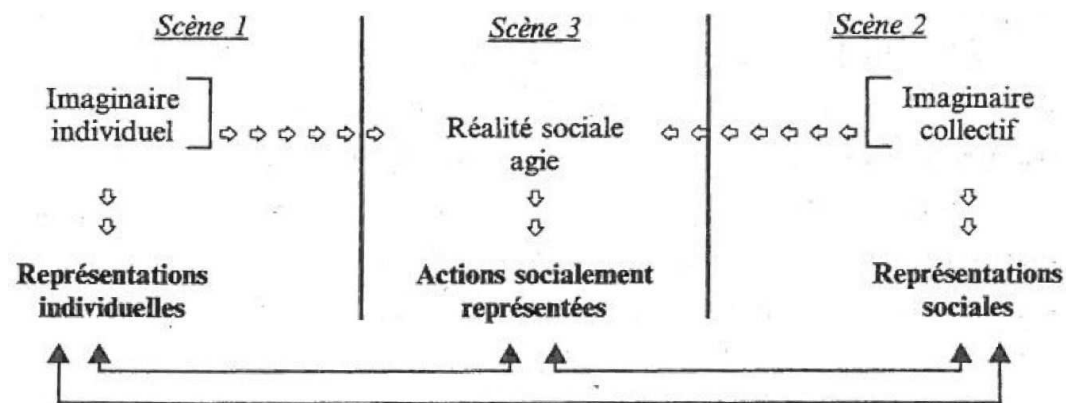 Scène 1
Scène 3
Scène 2
Imaginaire
individuel
Réalité sociale
agie
Imaginaire
collectif
Représentations
individuelles
Actions socialement
représentées
Représentations
sociales